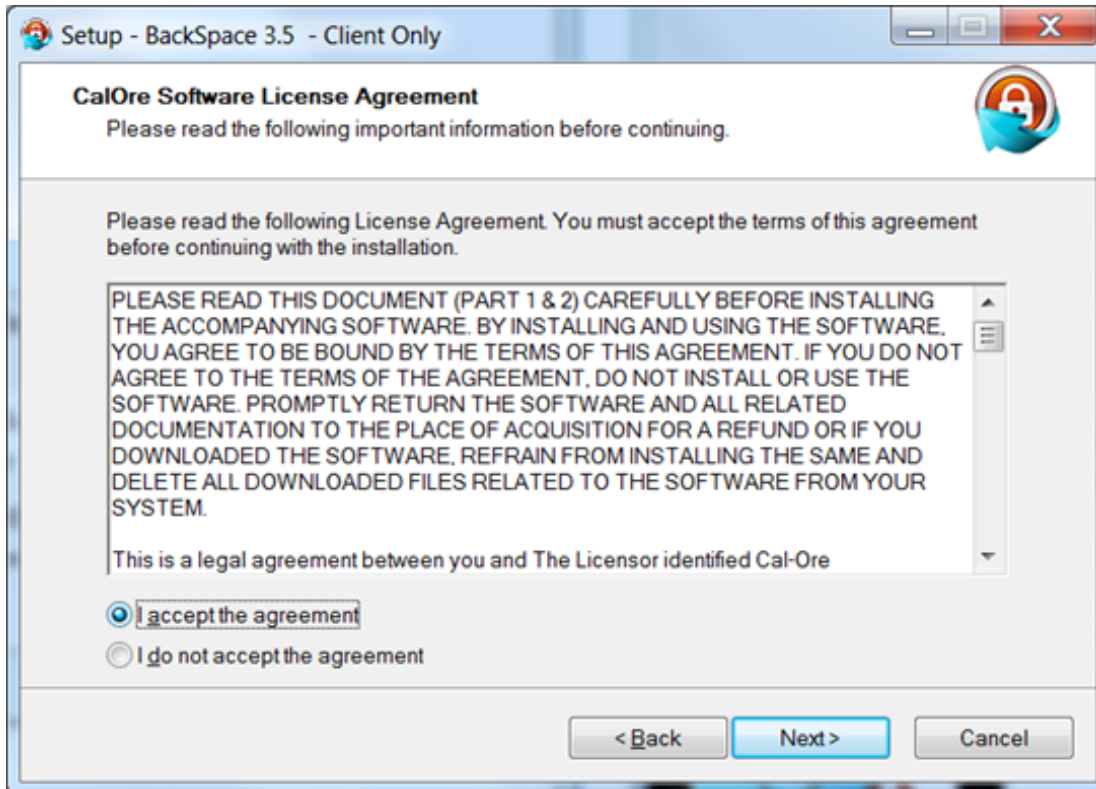 Setup - BackSpace 3.5 - Client Only
CalOre Software License Agreement
Please read the following important information before continuing.
Please read the following License Agreement. You must accept the terms of this agreement
before continuing with the installation.
PLEASE READ THIS DOCUMENT (PART 1 & 2) CAREFULLY BEFORE INSTALLING
THE ACCOMPANYING SOFTWARE. BY INSTALLING AND USING THE SOFTWARE,
YOU AGREE TO BE BOUND BY THE TERMS OF THIS AGREEMENT. IF YOU DO NOT
AGREE TO THE TERMS OF THE AGREEMENT, DO NOT INSTALL OR USE THE
SOFTWARE. PROMPTLY RETURN THE SOFTWARE AND ALL RELATED
DOCUMENTATION TO THE PLACE OF ACQUISITION FOR A REFUND OR IF YOU
DOWNLOADED THE SOFTWARE, REFRAIN FROM INSTALLING THE SAME AND
DELETE ALL DOWNLOADED FILES RELATED TO THE SOFTWARE FROM YOUR
SYSTEM.
This is a legal agreement between you and The Licensor identified Cal-Ore
I accept the agreement
I do not accept the agreement
< Back Next > Cancel